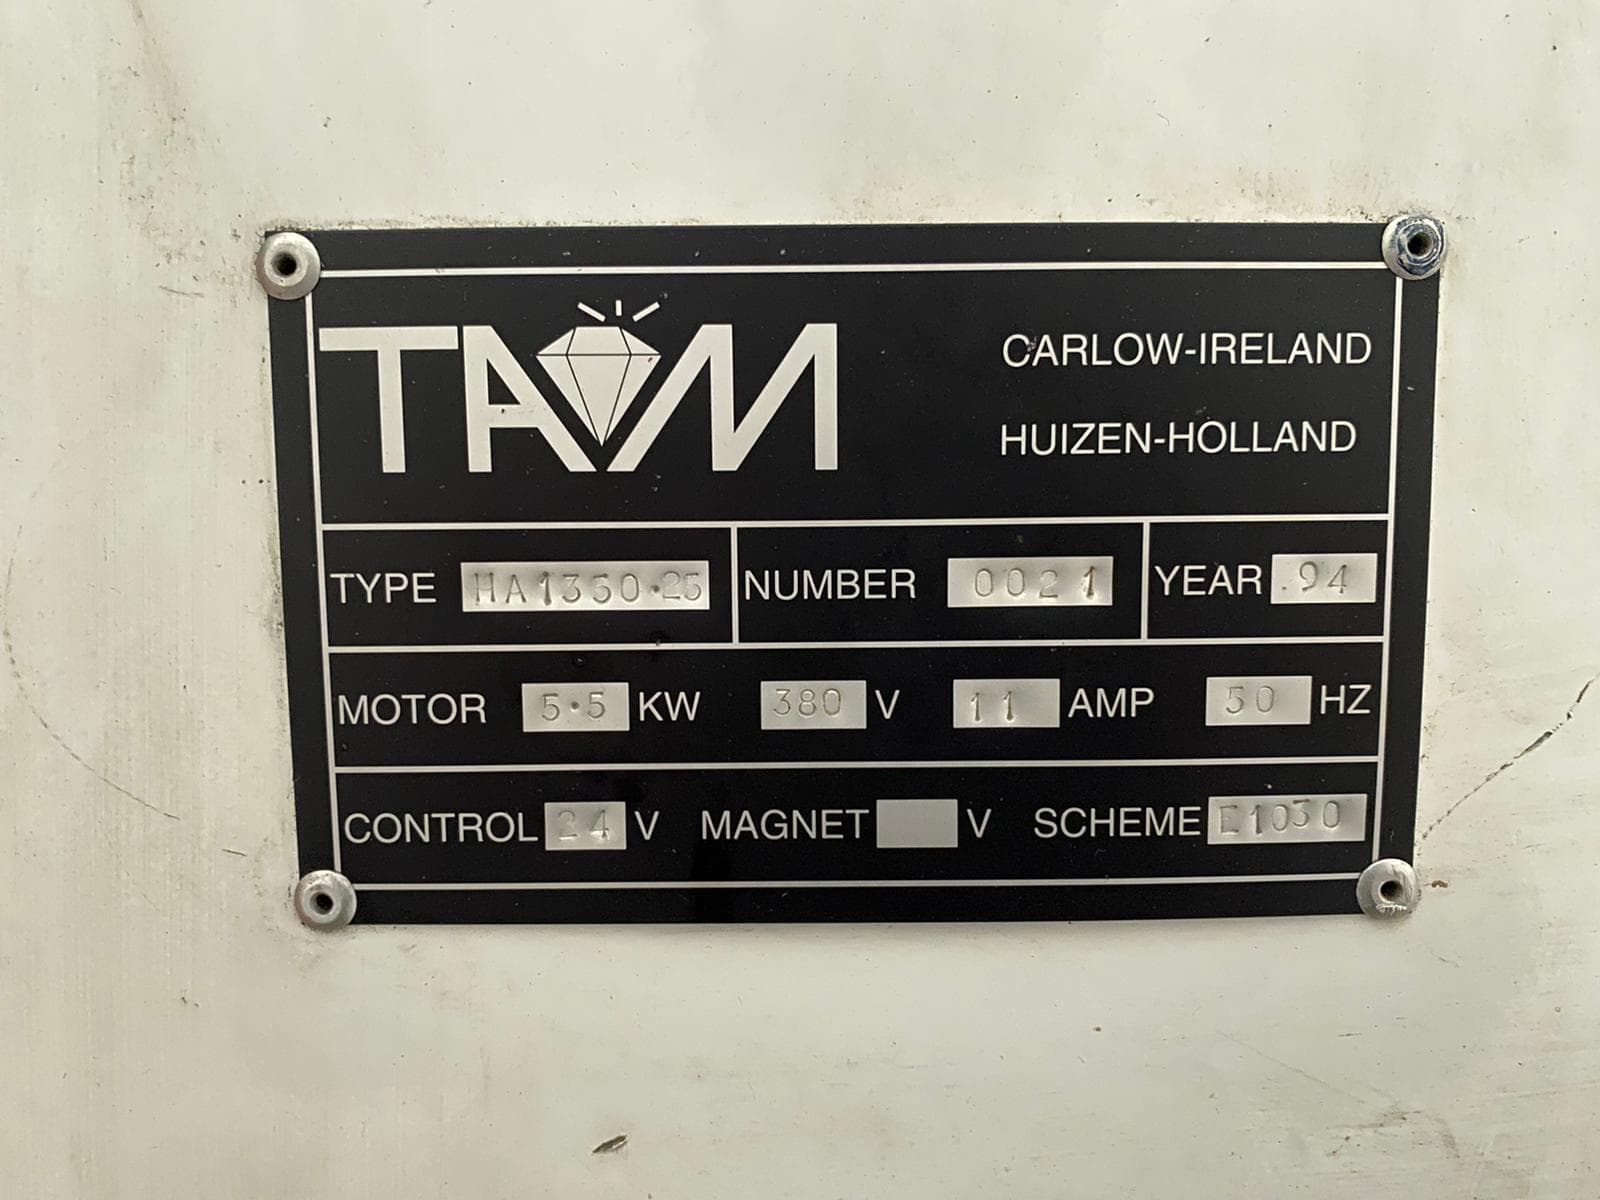 TAM
CARLOW-IRELAND
HUIZEN-HOLLAND
TYPE HA1350·25 NUMBER 0021 YEAR .94
MOTOR 5·5 KW 380 V 11 AMP 50 HZ
CONTROL 24 V MAGNET V SCHEME E1030